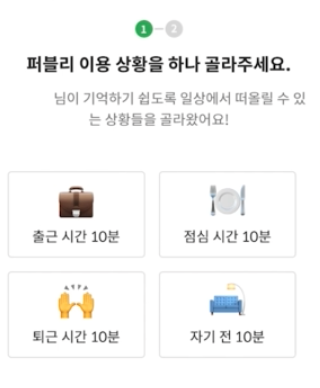 1 2
퍼블리 이용 상황을 하나 골라주세요.
님이 기억하기 쉽도록 일상에서 떠올릴 수 있
는 상황들을 골라왔어요!
출근 시간 10분 점심 시간 10분
퇴근 시간 10분 자기 전 10분